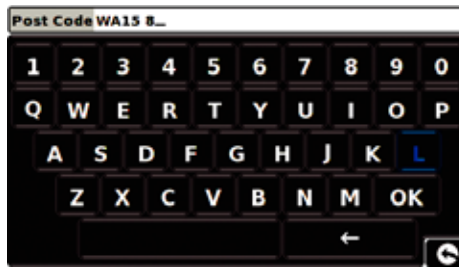 Post Code WA15 8_
1 2 3 4 5 6 7 8 9 0
Q W E R T Y U I O P
A S D F G H J K L
Z X C V B N M OK
←